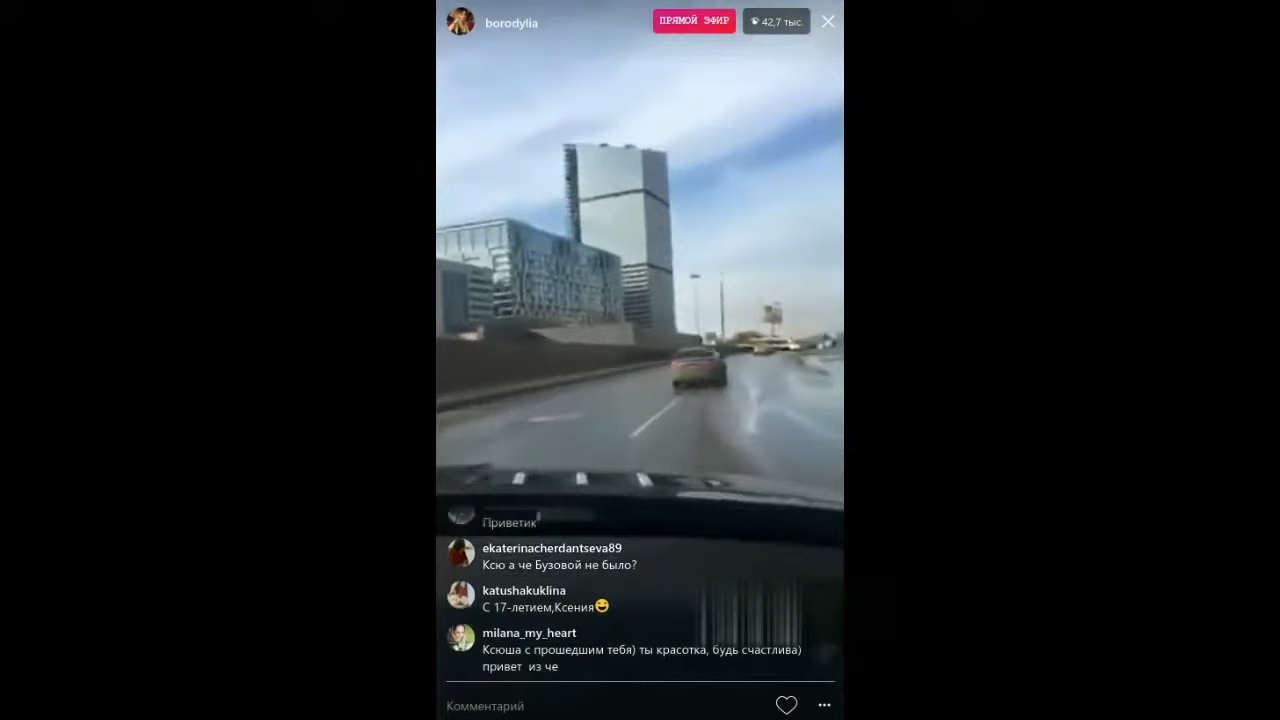 borodylia
ПРЯМОЙ ЭФИР
42,7 тыс.
Приветик
ekaterinacherdantseva89
Ксю а че Бузовой не было?
katushakuklina
С 17-летием,Ксения😄
milana_my_heart
Ксюша с прошедшим тебя) ты красотка, будь счастлива)
привет из че
Комментарий